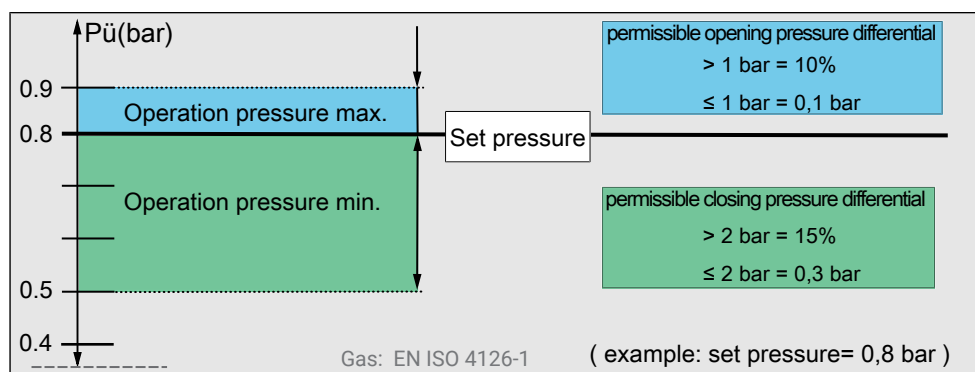 Pü(bar)
permissible opening pressure differential
> 1 bar = 10%
≤ 1 bar = 0,1 bar
0.9
Operation pressure max.
0.8
Set pressure
Operation pressure min.
permissible closing pressure differential
> 2 bar = 15%
≤ 2 bar = 0,3 bar
0.5
0.4
Gas: EN ISO 4126-1
( example: set pressure= 0,8 bar )